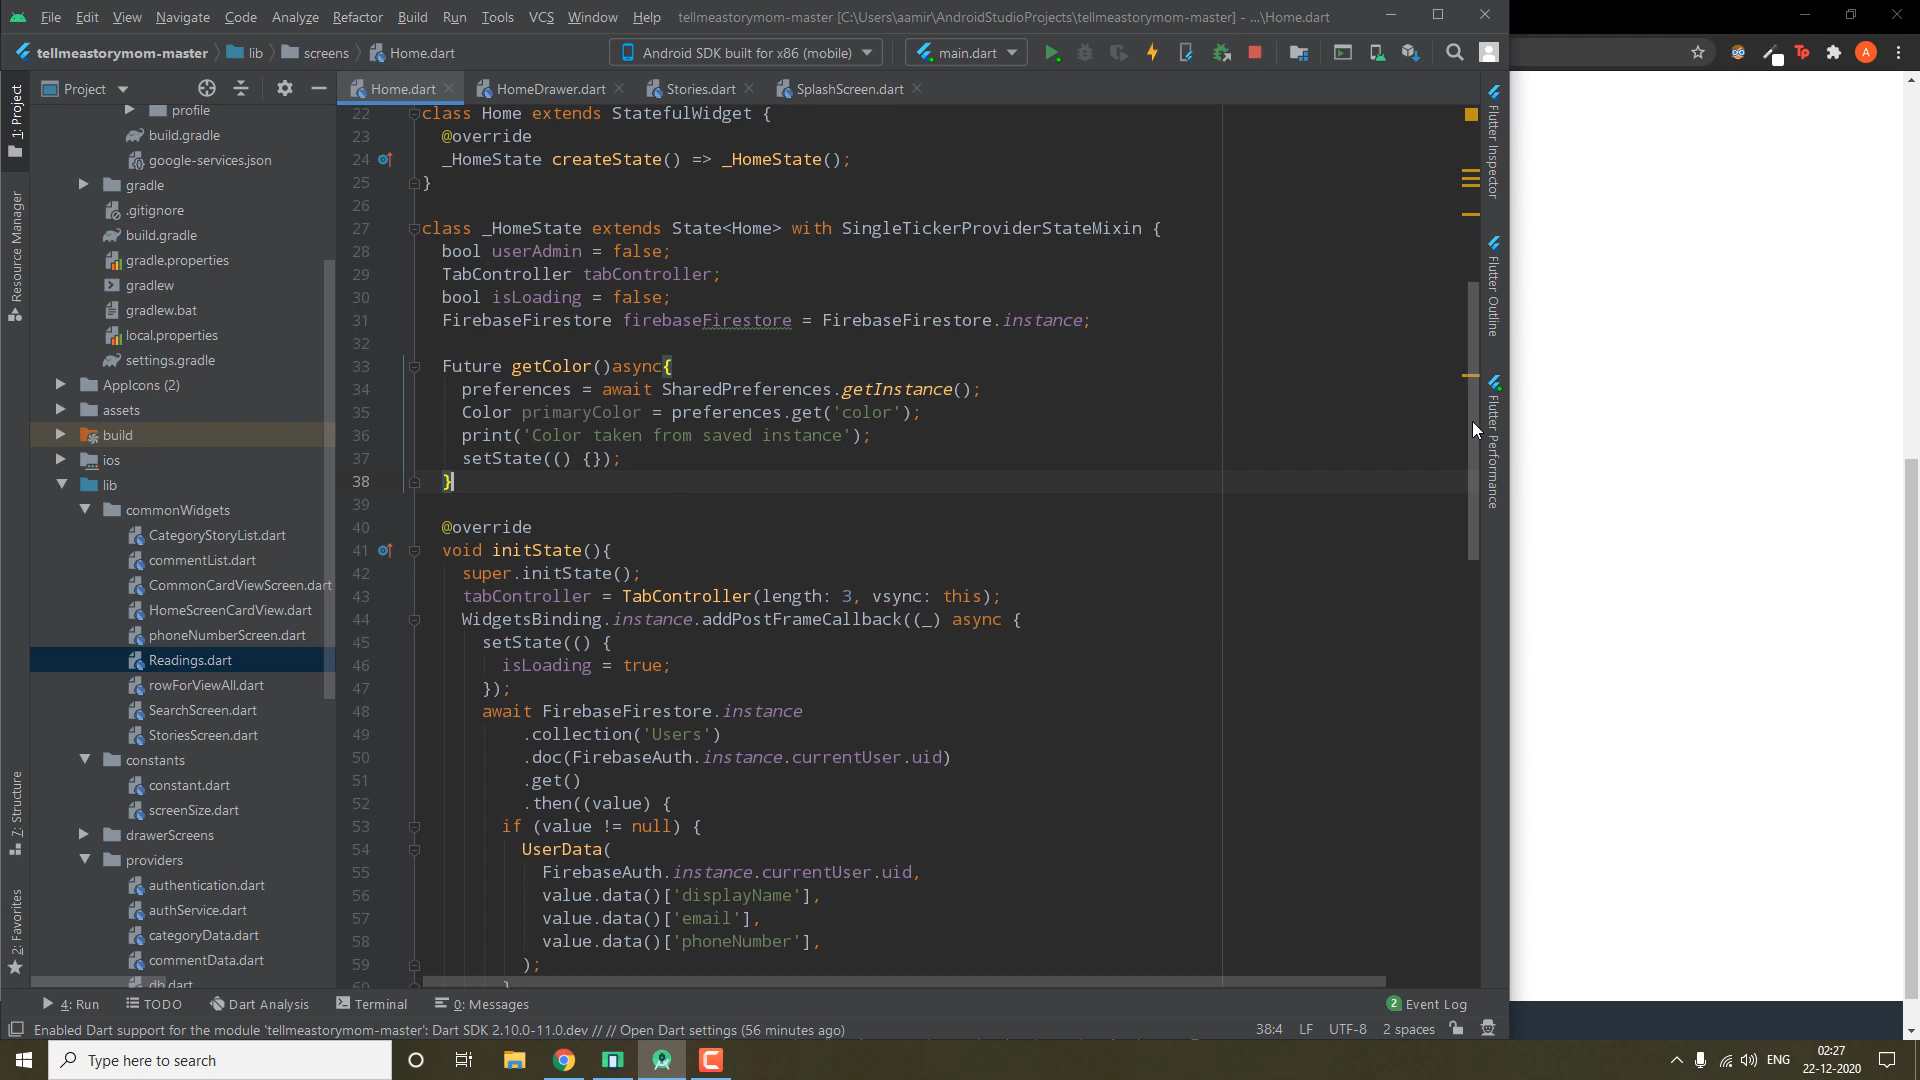 File Edit View Navigate Code Analyze Refactor Build Run Tools VCS Window Help tellmeastorymom-master [C:\Users\aamir\AndroidStudioProjects\tellmeastorymom-master] - ...\Home.dart
tellmeastorymom-master lib screens Home.dart Android SDK built for x86 (mobile) main.dart
1: Project
Resource Manager
7: Structure
2: Favorites
Project
profile
build.gradle
google-services.json
gradle
.gitignore
build.gradle
gradle.properties
gradlew
gradlew.bat
local.properties
settings.gradle
AppIcons (2)
assets
build
ios
lib
commonWidgets
CategoryStoryList.dart
commentList.dart
CommonCardViewScreen.dart
HomeScreenCardView.dart
phoneNumberScreen.dart
Readings.dart
rowForViewAll.dart
SearchScreen.dart
StoriesScreen.dart
constants
constant.dart
screenSize.dart
drawerScreens
providers
authentication.dart
authService.dart
categoryData.dart
commentData.dart
db.dart
Home.dart HomeDrawer.dart Stories.dart SplashScreen.dart
22 class Home extends StatefulWidget {
23 @override
24 _HomeState createState() => _HomeState();
25 }
26
27 class _HomeState extends State<Home> with SingleTickerProviderStateMixin {
28 bool userAdmin = false;
29 TabController tabController;
30 bool isLoading = false;
31 FirebaseFirestore firebaseFirestore = FirebaseFirestore.instance;
32
33 Future getColor()async{
34 preferences = await SharedPreferences.getInstance();
35 Color primaryColor = preferences.get('color');
36 print('Color taken from saved instance');
37 setState(() {});
38 }
39
40 @override
41 void initState(){
42 super.initState();
43 tabController = TabController(length: 3, vsync: this);
44 WidgetsBinding.instance.addPostFrameCallback((_) async {
45 setState(() {
46 isLoading = true;
47 });
48 await FirebaseFirestore.instance
49 .collection('Users')
50 .doc(FirebaseAuth.instance.currentUser.uid)
51 .get()
52 .then((value) {
53 if (value != null) {
54 UserData(
55 FirebaseAuth.instance.currentUser.uid,
56 value.data()['displayName'],
57 value.data()['email'],
58 value.data()['phoneNumber'],
59 );
60 }
Flutter Inspector
Flutter Outline
Flutter Performance
4: Run TODO Dart Analysis Terminal 0: Messages 2 Event Log
Enabled Dart support for the module 'tellmeastorymom-master': Dart SDK 2.10.0-11.0.dev // // Open Dart settings (56 minutes ago) 38:4 LF UTF-8 2 spaces
Type here to search ENG 02:27
22-12-2020
Tp A